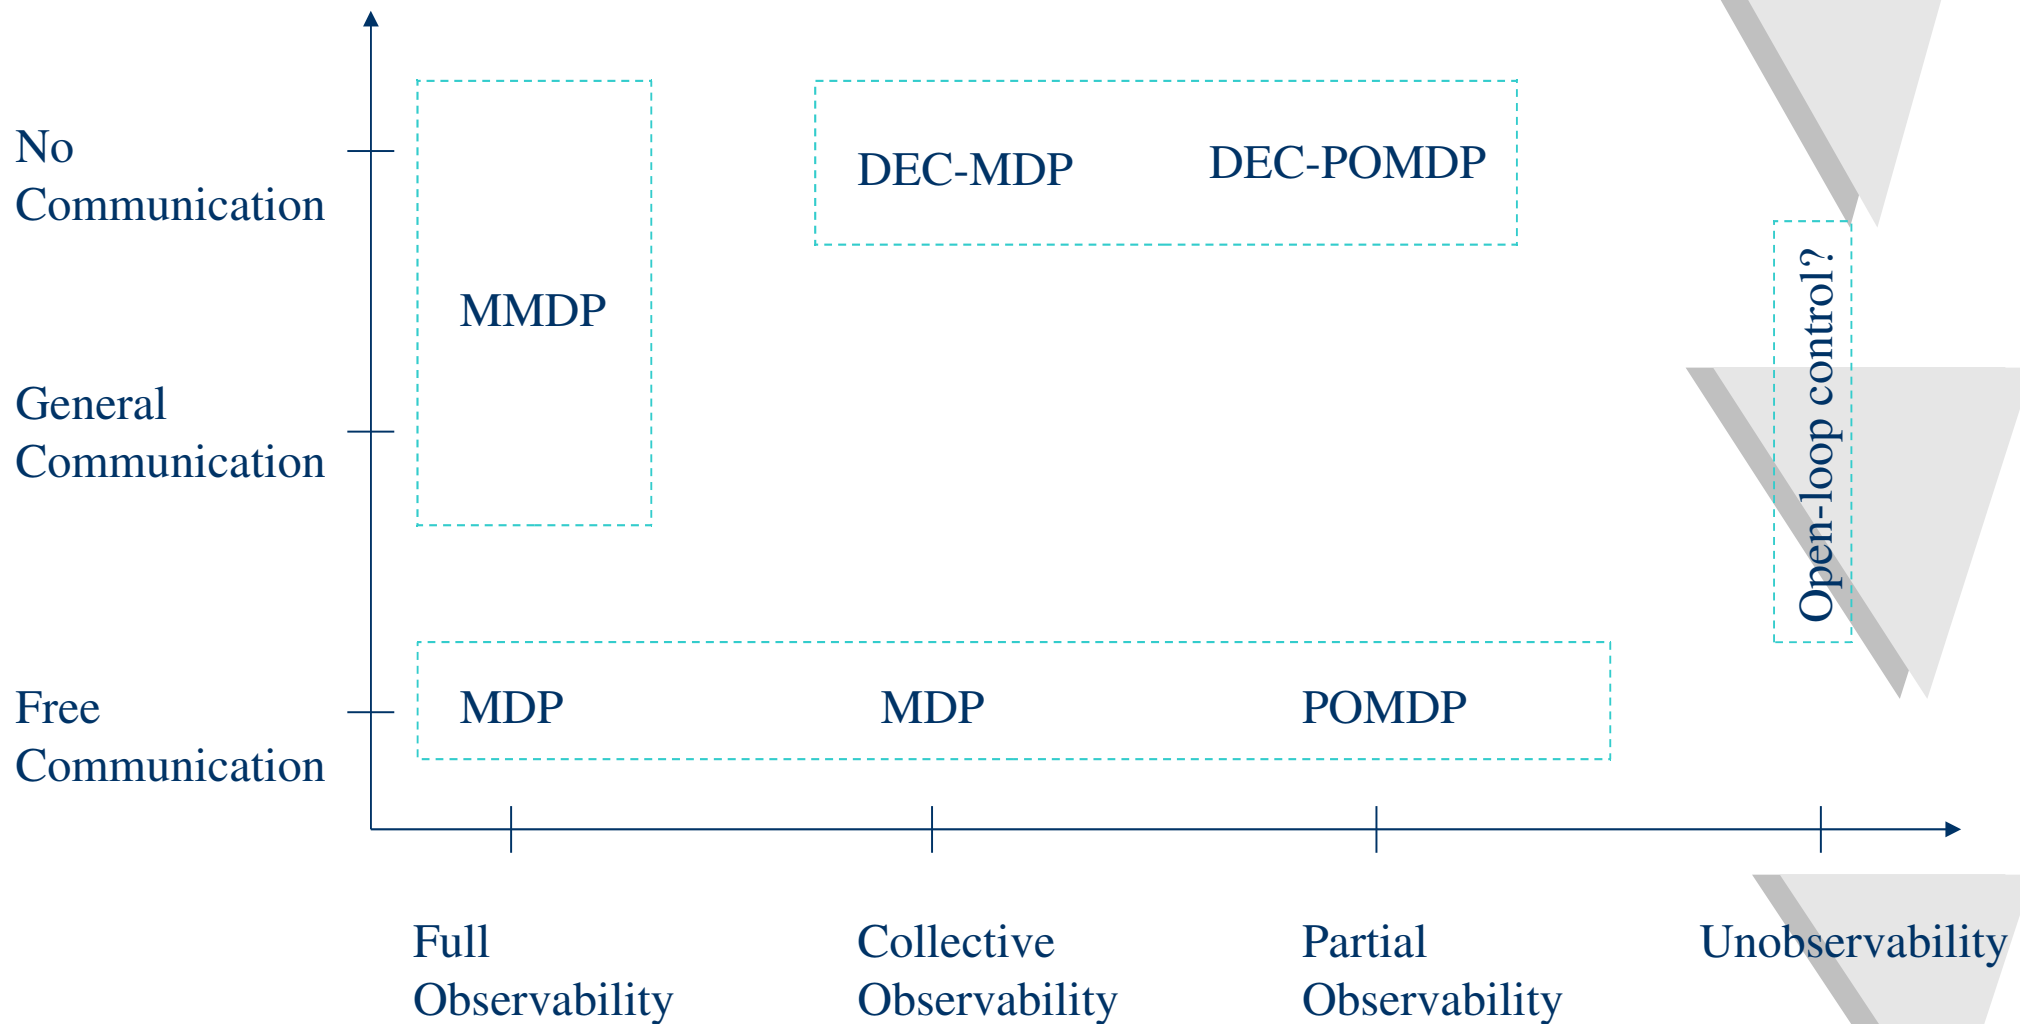 No
Communication
DEC-MDP
DEC-POMDP
MMDP
General
Communication
Open-loop control?
Free
Communication
MDP
MDP
POMDP
Full
Observability
Collective
Observability
Partial
Observability
Unobservability